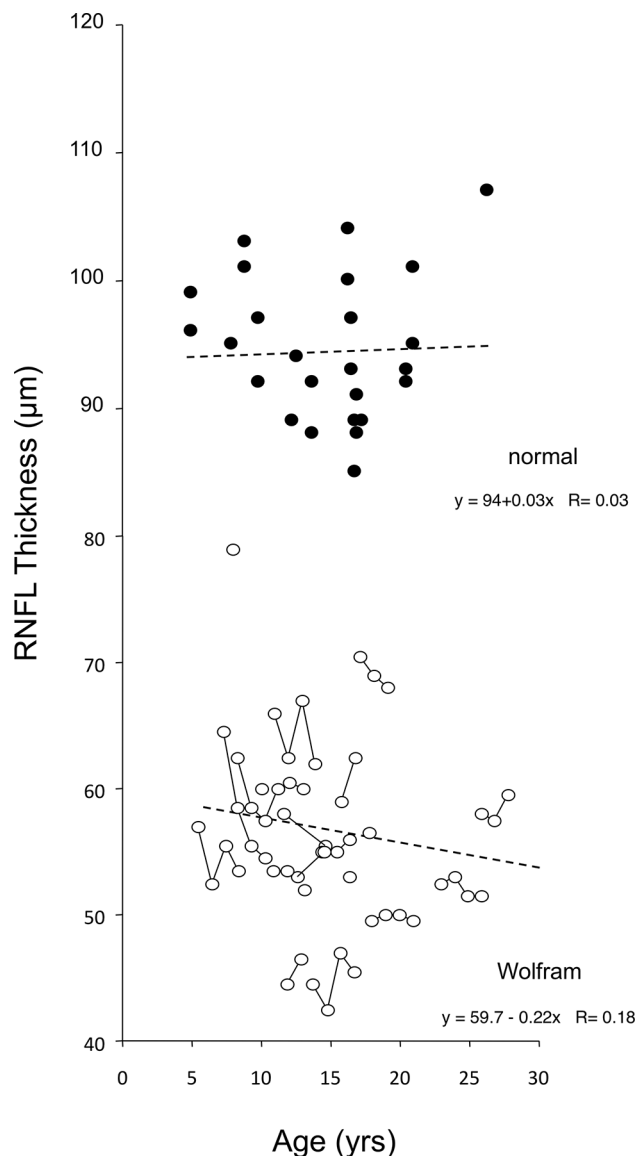 120
110
100
90
80
70
60
50
40
RNFL Thickness (µm)
normal
y = 94+0.03x R= 0.03
Wolfram
y = 59.7 - 0.22x R= 0.18
0 5 10 15 20 25 30
Age (yrs)